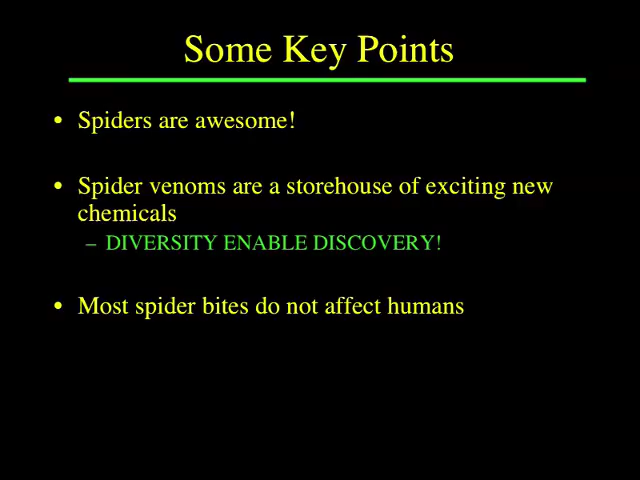 Some Key Points
• Spiders are awesome!
• Spider venoms are a storehouse of exciting new
chemicals
– DIVERSITY ENABLE DISCOVERY!
• Most spider bites do not affect humans